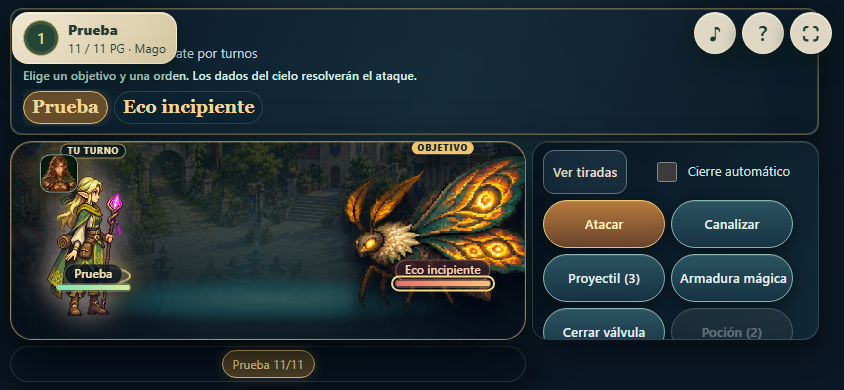 1
Prueba
11 / 11 PG · Mago
ate por turnos
Elige un objetivo y una orden. Los dados del cielo resolverán el ataque.
Prueba
Eco incipiente
TU TURNO
OBJETIVO
Prueba
Eco incipiente
Ver tiradas
Cierre automático
Atacar
Canalizar
Proyectil (3)
Armadura mágica
Cerrar válvula
Poción (2)
Prueba 11/11
♪
?